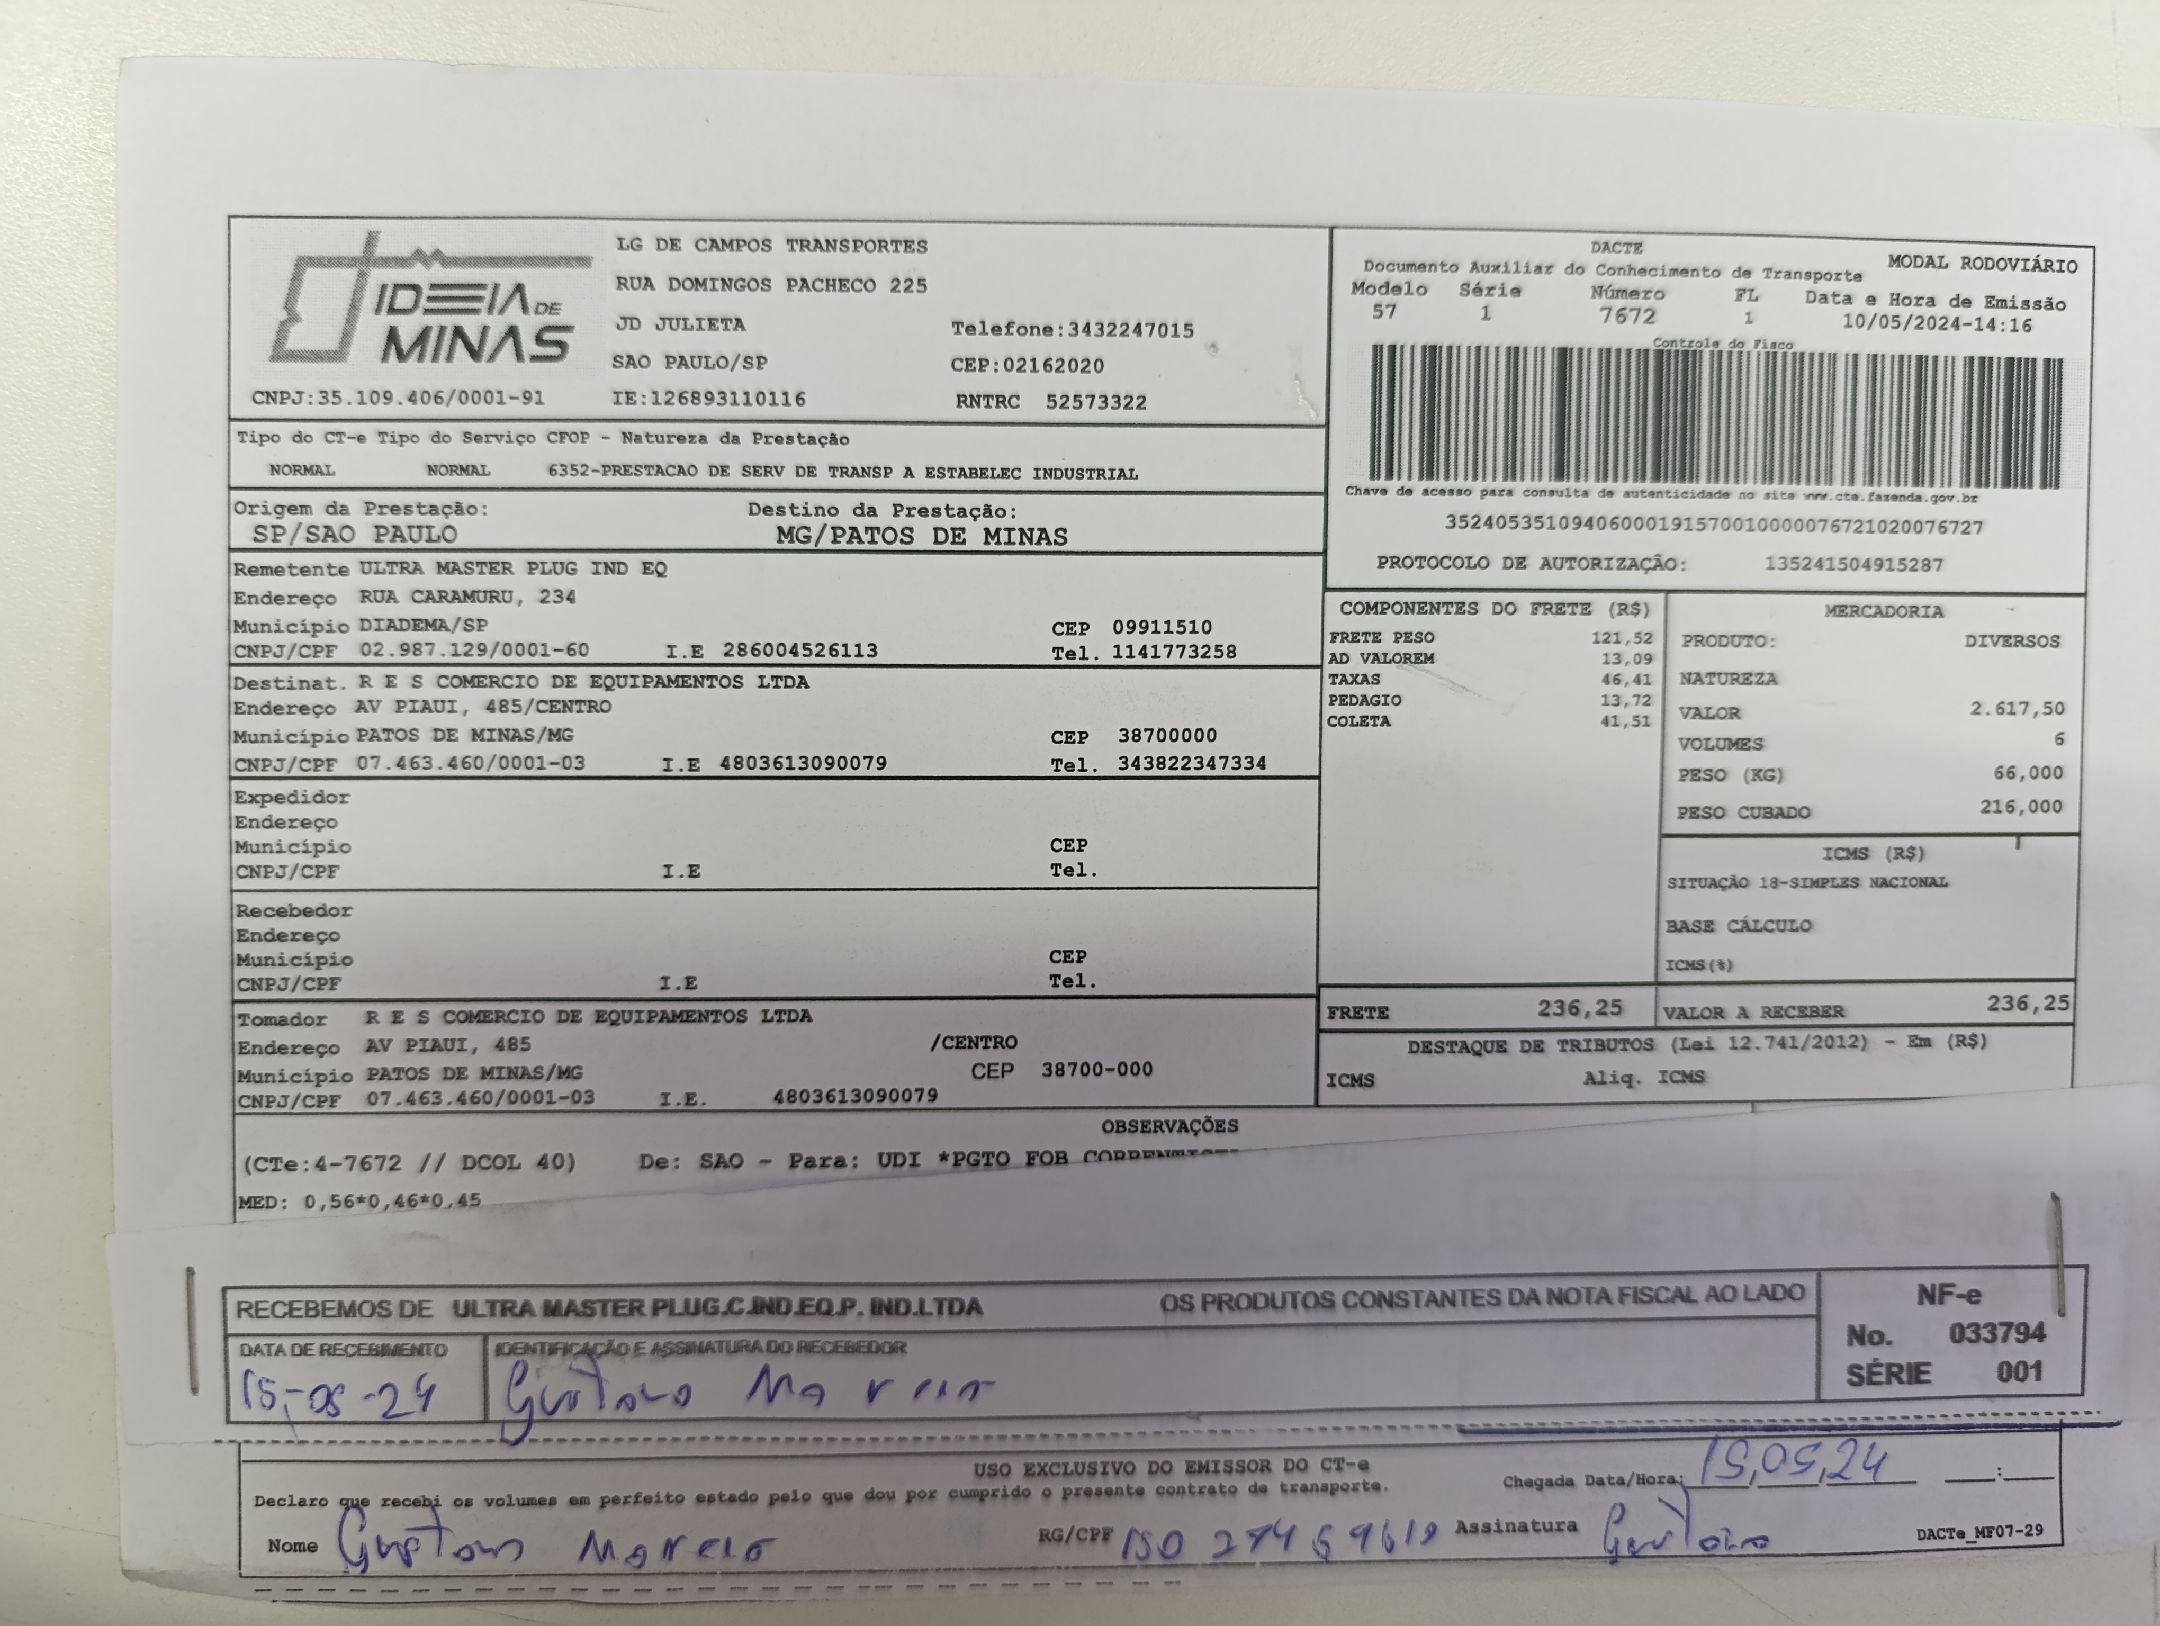 IDEIA DE
MINAS
CNPJ:35.109.406/0001-91
LG DE CAMPOS TRANSPORTES
RUA DOMINGOS PACHECO 225
JD JULIETA Telefone:3432247015
SAO PAULO/SP CEP:02162020
IE:126893110116 RNTRC 52573322
DACTE
Documento Auxiliar do Conhecimento de Transporte MODAL RODOVIÁRIO
Modelo Série Número FL Data e Hora de Emissão
57 1 7672 1 10/05/2024-14:16
Controle do Fisco
Chave de acesso para consulta de autenticidade no site www.cte.fazenda.gov.br
35240535109406000191570010000076721020076727
PROTOCOLO DE AUTORIZAÇÃO: 135241504915287
Tipo do CT-e Tipo do Serviço CFOP - Natureza da Prestação
NORMAL NORMAL 6352-PRESTACAO DE SERV DE TRANSP A ESTABELEC INDUSTRIAL
Origem da Prestação: Destino da Prestação:
SP/SAO PAULO MG/PATOS DE MINAS
Remetente ULTRA MASTER PLUG IND EQ
Endereço RUA CARAMURU, 234
Município DIADEMA/SP CEP 09911510
CNPJ/CPF 02.987.129/0001-60 I.E 286004526113 Tel. 1141773258
Destinat. R E S COMERCIO DE EQUIPAMENTOS LTDA
Endereço AV PIAUI, 485/CENTRO
Município PATOS DE MINAS/MG CEP 38700000
CNPJ/CPF 07.463.460/0001-03 I.E 4803613090079 Tel. 343822347334
Expedidor
Endereço
Município CEP
CNPJ/CPF I.E Tel.
Recebedor
Endereço
Município CEP
CNPJ/CPF I.E Tel.
Tomador R E S COMERCIO DE EQUIPAMENTOS LTDA
Endereço AV PIAUI, 485 /CENTRO
Município PATOS DE MINAS/MG CEP 38700-000
CNPJ/CPF 07.463.460/0001-03 I.E. 4803613090079
COMPONENTES DO FRETE (R$)
FRETE PESO 121,52
AD VALOREM 13,09
TAXAS 46,41
PEDAGIO 13,72
COLETA 41,51
MERCADORIA
PRODUTO: DIVERSOS
NATUREZA
VALOR 2.617,50
VOLUMES 6
PESO (KG) 66,000
PESO CUBADO 216,000
ICMS (R$)
SITUAÇÃO 18-SIMPLES NACIONAL
BASE CÁLCULO
ICMS(%)
FRETE 236,25 VALOR A RECEBER 236,25
DESTAQUE DE TRIBUTOS (Lei 12.741/2012) - Em (R$)
ICMS Aliq. ICMS
OBSERVAÇÕES
(CTe:4-7672 // DCOL 40) De: SAO - Para: UDI *PGTO FOB
MED: 0,56*0,46*0,45
RECEBEMOS DE ULTRA MASTER PLUG.C.IND.EQ.P. IND.LTDA OS PRODUTOS CONSTANTES DA NOTA FISCAL AO LADO
DATA DE RECEBIMENTO IDENTIFICAÇÃO E ASSINATURA DO RECEBEDOR
15-05-24 Gustavo
NF-e
No. 033794
SÉRIE 001
USO EXCLUSIVO DO EMISSOR DO CT-e
Declaro que recebi os volumes em perfeito estado pelo que dou por cumprido o presente contrato de transporte.
Chegada Data/Hora: 15/05/24 __:__
Nome Gustavo RG/CPF Assinatura Gustavo
DACTe_MF07-29